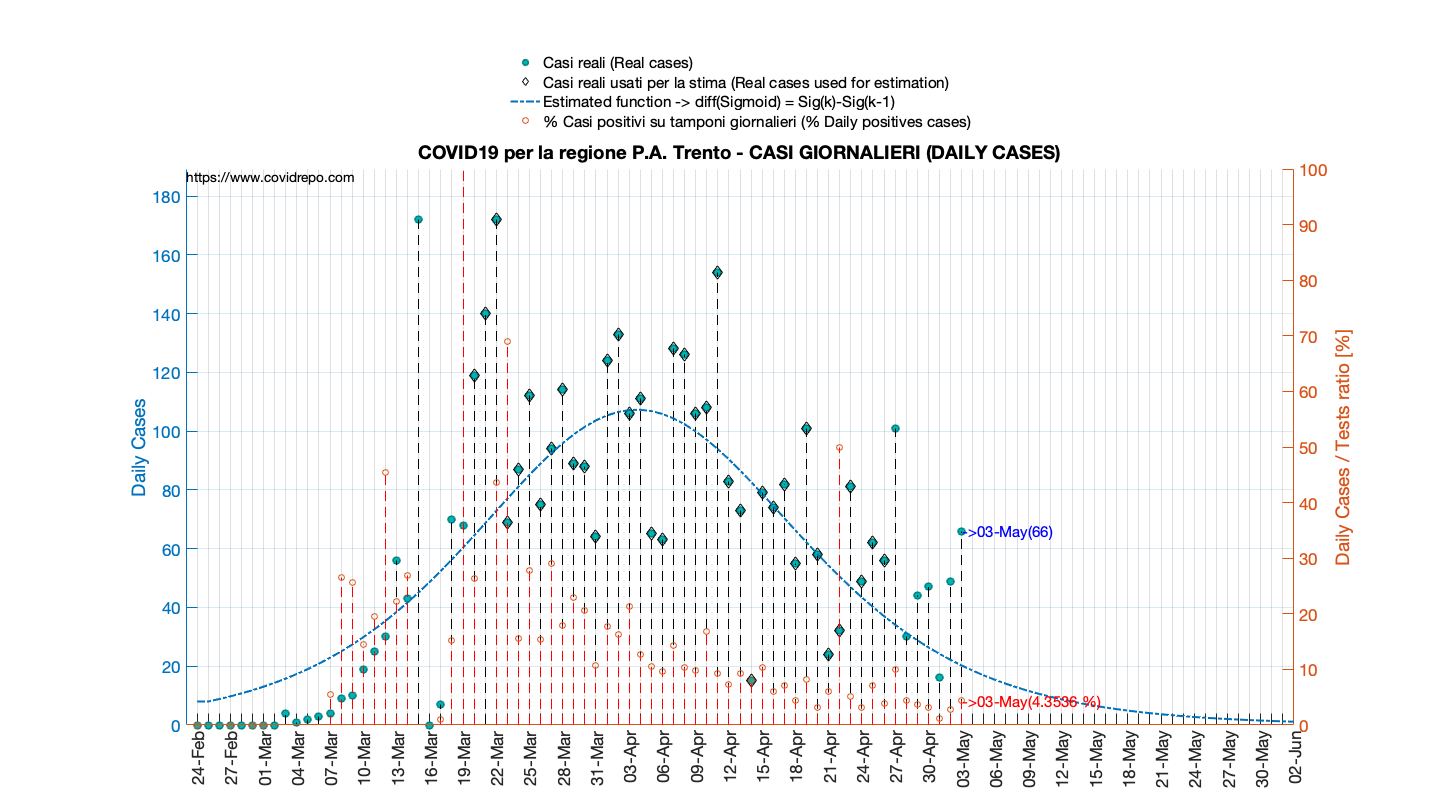 Casi reali (Real cases)
Casi reali usati per la stima (Real cases used for estimation)
Estimated function -> diff(Sigmoid) = Sig(k)-Sig(k-1)
% Casi positivi su tamponi giornalieri (% Daily positives cases)
COVID19 per la regione P.A. Trento - CASI GIORNALIERI (DAILY CASES)
https://www.covidrepo.com
Daily Cases
180
160
140
120
100
80
60
40
20
0
100
90
80
70
60
50
40
30
20
10
0
Daily Cases / Tests ratio [%]
->03-May(66)
->03-May(4.3536 %)
24-Feb
27-Feb
01-Mar
04-Mar
07-Mar
10-Mar
13-Mar
16-Mar
19-Mar
22-Mar
25-Mar
28-Mar
31-Mar
03-Apr
06-Apr
09-Apr
12-Apr
15-Apr
18-Apr
21-Apr
24-Apr
27-Apr
30-Apr
03-May
06-May
09-May
12-May
15-May
18-May
21-May
24-May
27-May
30-May
02-Jun